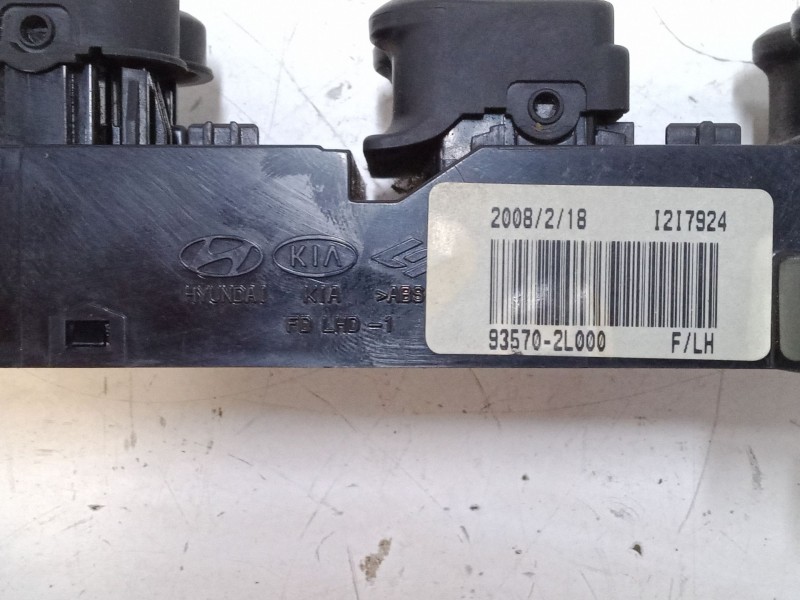 2008/2/18 I2I7924
KIA
HYUNDAI KIA >ABS
FD LHD-1
93570-2L000 F/LH